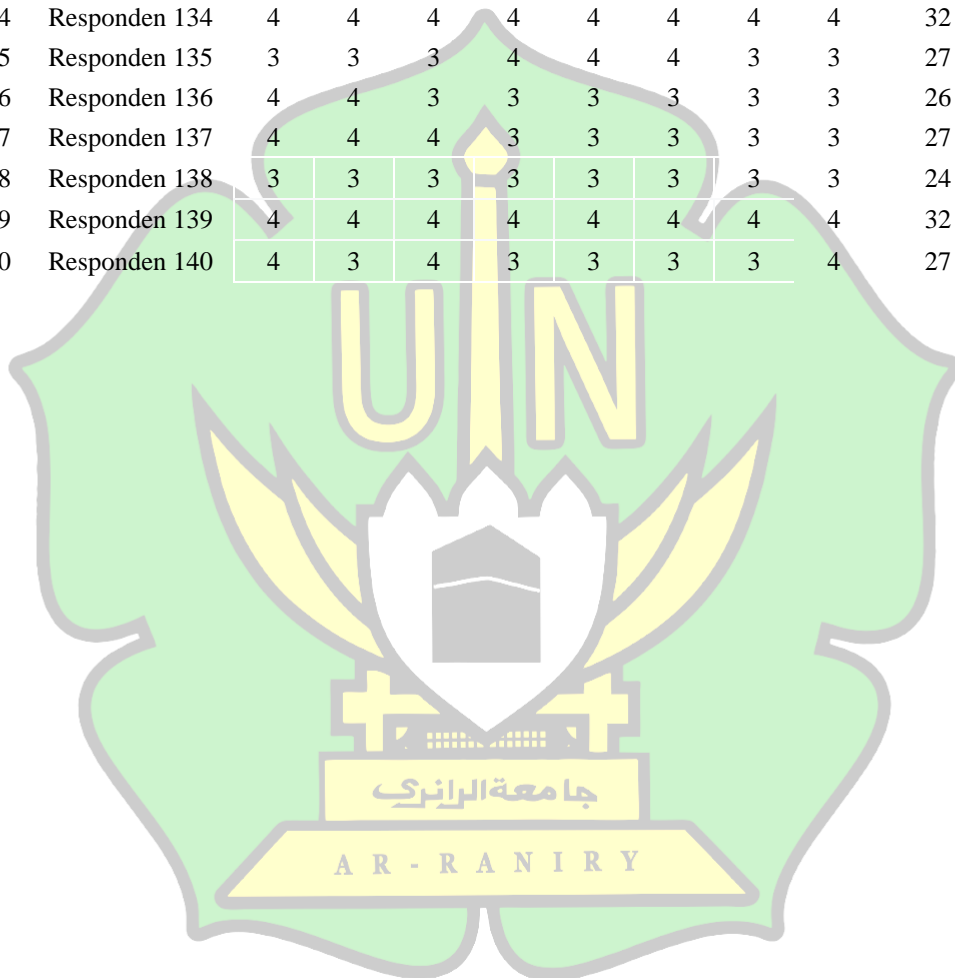 4 Responden 134 4 4 4 4 4 4 4 4 32
5 Responden 135 3 3 3 4 4 4 3 3 27
6 Responden 136 4 4 3 3 3 3 3 3 26
7 Responden 137 4 4 4 3 3 3 3 3 27
8 Responden 138 3 3 3 3 3 3 3 3 24
9 Responden 139 4 4 4 4 4 4 4 4 32
0 Responden 140 4 3 4 3 3 3 3 4 27
U N
جامعة الرانري
AR-RANIRY